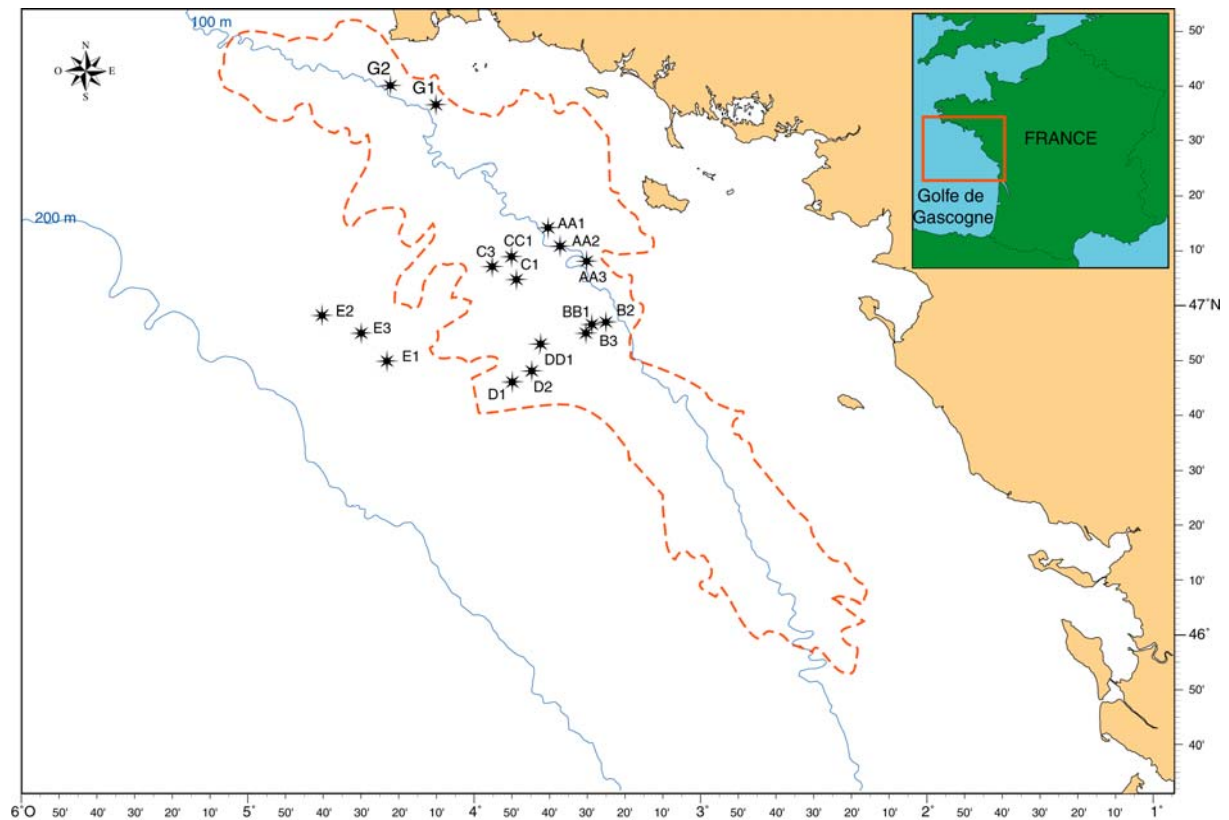 100 m
N
O E
S
G2
G1
200 m
AA1
AA2
AA3
CC1
C3
C1
E2
E3
E1
BB1
B2
B3
DD1
D1
D2
FRANCE
Golfe de
Gascogne
50'
40'
30'
20'
10'
47°N
50'
40'
30'
20'
10'
46°
50'
40'
6°O 50' 40' 30' 20' 10' 5° 50' 40' 30' 20' 10' 4° 50' 40' 30' 20' 10' 3° 50' 40' 30' 20' 10' 2° 50' 40' 30' 20' 10' 1°